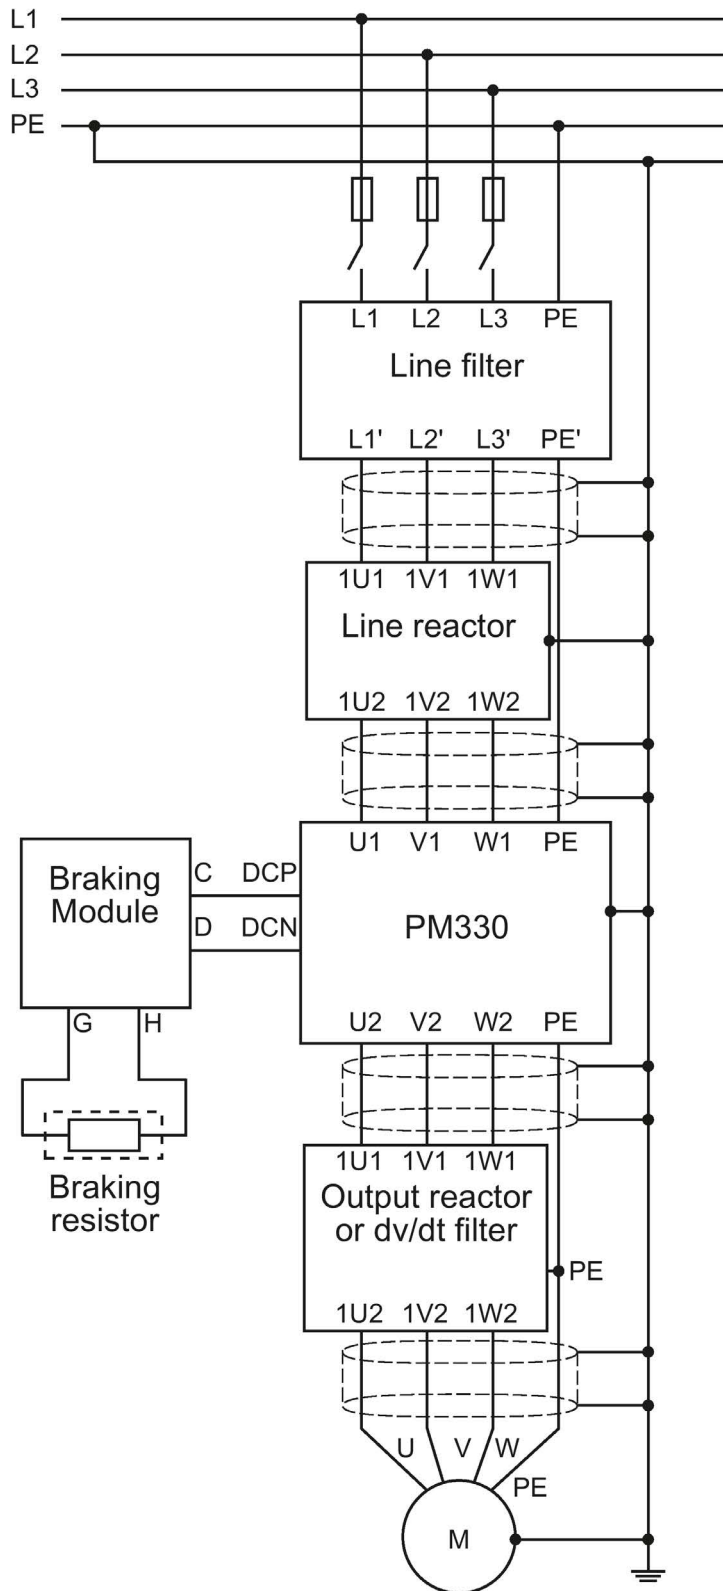 L1
L2
L3
PE
L1 L2 L3 PE
Line filter
L1' L2' L3' PE'
1U1 1V1 1W1
Line reactor
1U2 1V2 1W2
U1 V1 W1 PE
Braking
Module
C DCP
D DCN
PM330
G H
U2 V2 W2 PE
Braking
resistor
1U1 1V1 1W1
Output reactor
or dv/dt filter
PE
1U2 1V2 1W2
U V W
PE
M